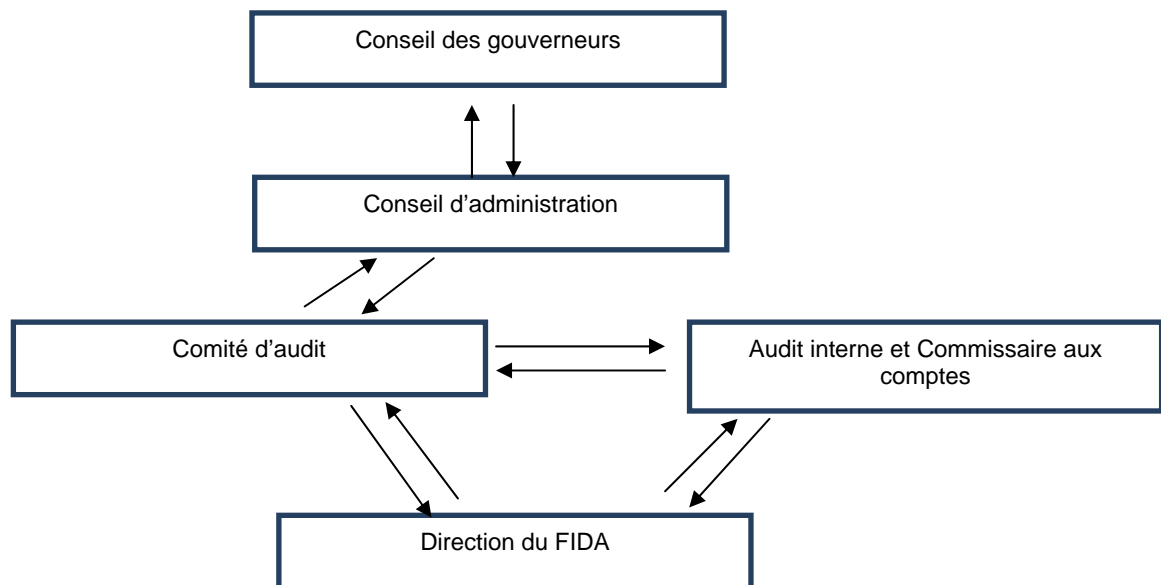 Conseil des gouverneurs
Conseil d'administration
Comité d'audit
Audit interne et Commissaire aux
comptes
Direction du FIDA